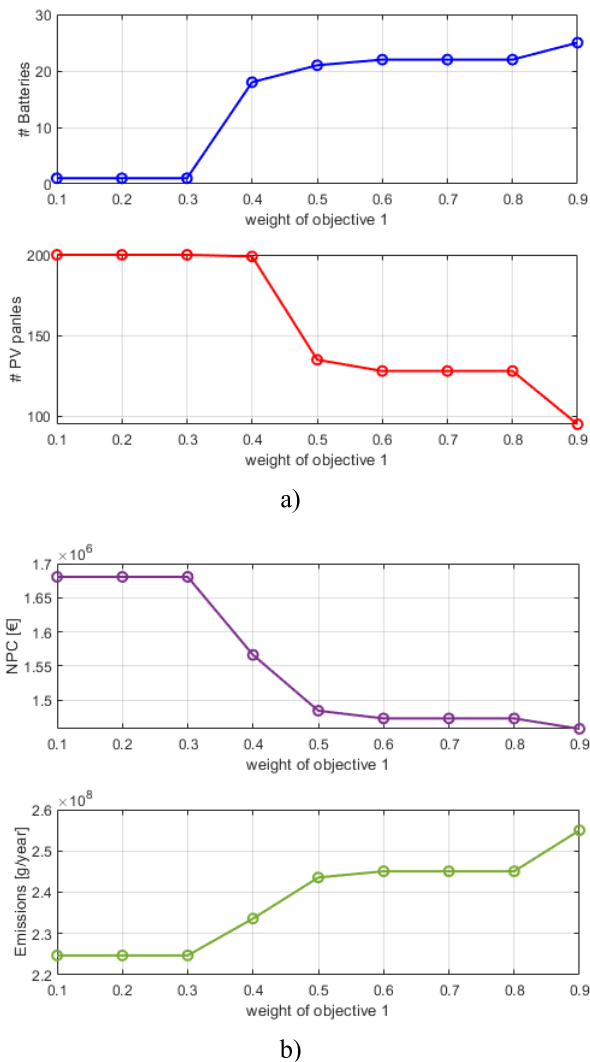 30
20
10
0
# Batteries
0.1 0.2 0.3 0.4 0.5 0.6 0.7 0.8 0.9
weight of objective 1
200
150
100
# PV panles
0.1 0.2 0.3 0.4 0.5 0.6 0.7 0.8 0.9
weight of objective 1
a)
×10⁶
1.7
1.65
1.6
1.55
1.5
NPC [€]
0.1 0.2 0.3 0.4 0.5 0.6 0.7 0.8 0.9
weight of objective 1
×10⁸
2.6
2.5
2.4
2.3
2.2
Emissions [g/year]
0.1 0.2 0.3 0.4 0.5 0.6 0.7 0.8 0.9
weight of objective 1
b)